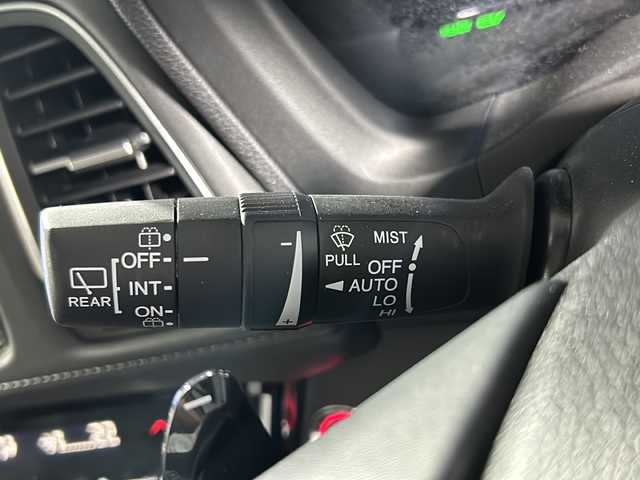 OFF
REAR
INT
ON
−
+
PULL
MIST
OFF
AUTO
LO
HI